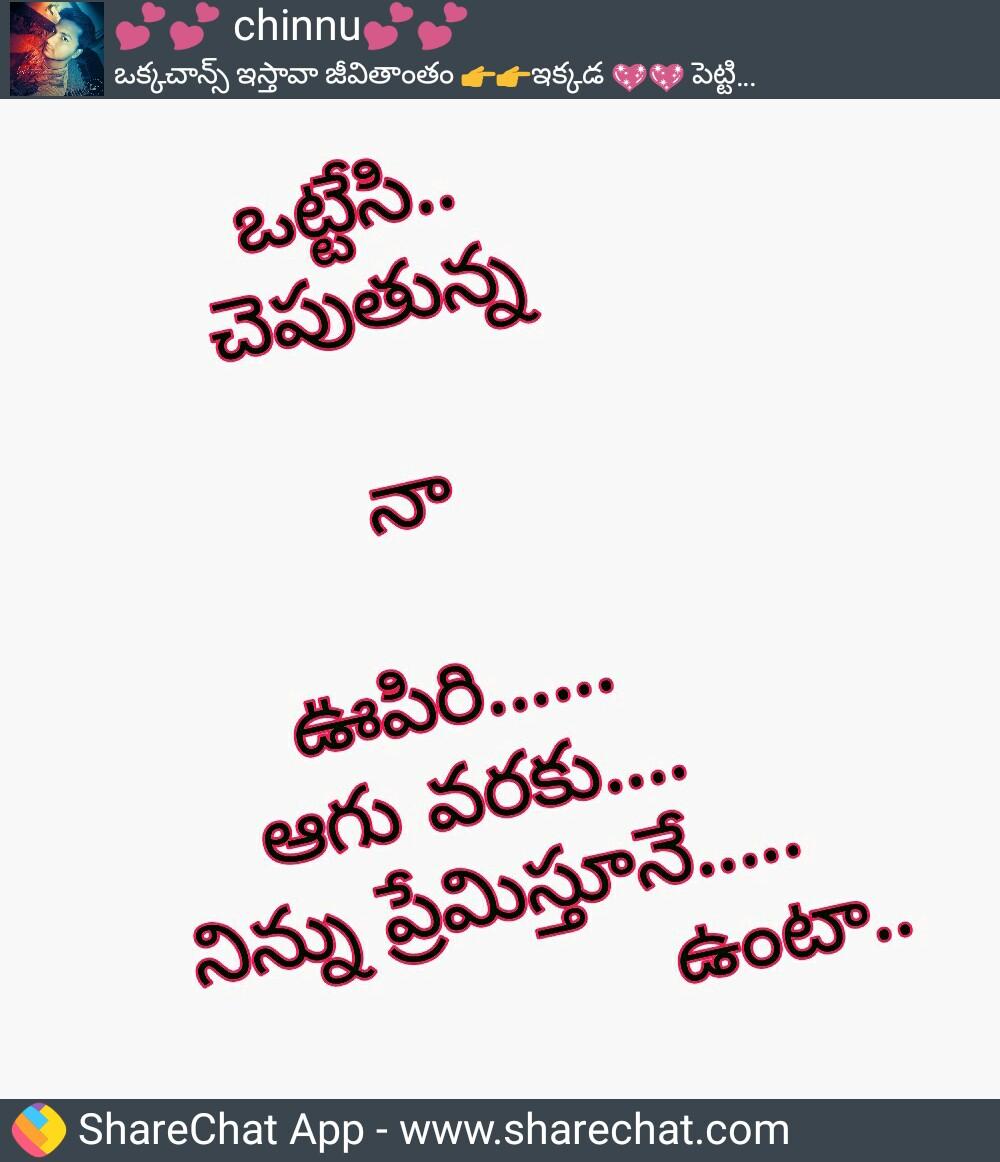 💕💕 chinnu💕💕
ఒక్కచాన్స్ ఇస్తావా జీవితాంతం 👉👉ఇక్కడ 💖💖 పెట్టి...
ఒట్టేసి..
చెపుతున్న
నా
ఊపిరి......
ఆగు వరకు....
నిన్ను ప్రేమిస్తూనే.....
ఉంటా..
ShareChat App - www.sharechat.com